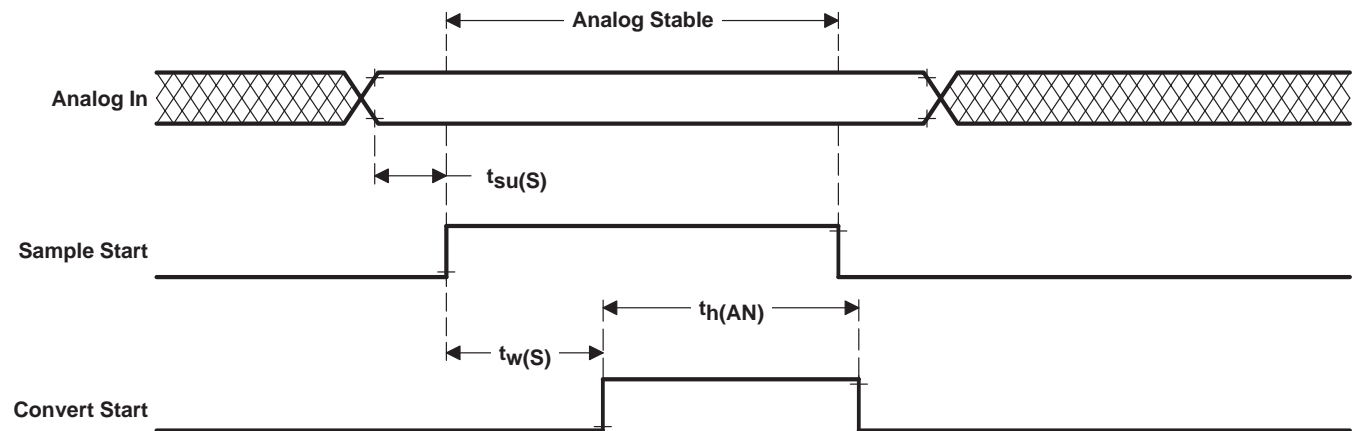 Analog Stable
Analog In
tsu(S)
Sample Start
th(AN)
tw(S)
Convert Start